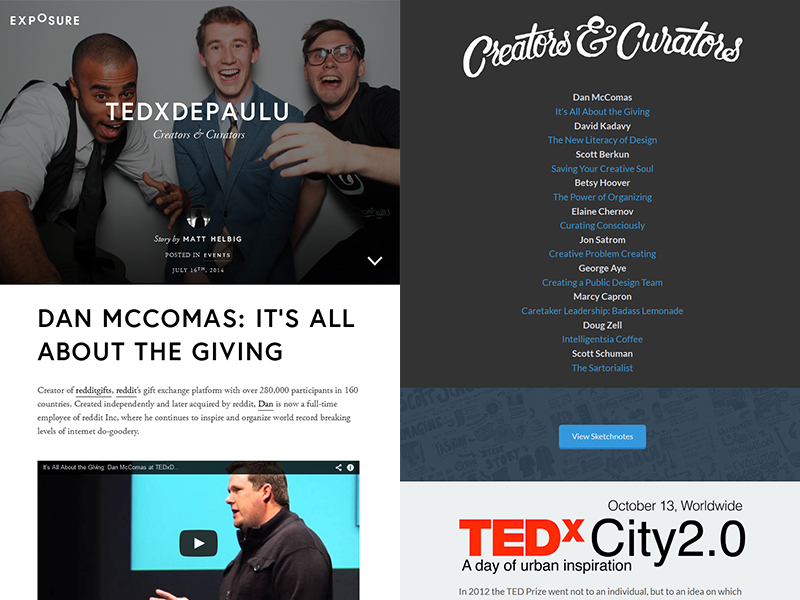 EXPOSURE
TEDXDEPAULU
Creators & Curators
Story by MATT HELBIG
POSTED IN EVENTS
JULY 16TH, 2014
DAN MCCOMAS: IT'S ALL
ABOUT THE GIVING
Creator of redditgifts, reddit's gift exchange platform with over 280,000 participants in 160
countries. Created independently and later acquired by reddit, Dan is now a full-time
employee of reddit Inc, where he continues to inspire and organize world record breaking
levels of internet do-goodery.
It's All About the Giving: Dan McComas at TEDxD...
Creators & Curators
Dan McComas
It's All About the Giving
David Kadavy
The New Literacy of Design
Scott Berkun
Saving Your Creative Soul
Betsy Hoover
The Power of Organizing
Elaine Chernov
Curating Consciously
Jon Satrom
Creative Problem Creating
George Aye
Creating a Public Design Team
Marcy Capron
Caretaker Leadership: Badass Lemonade
Doug Zell
Intelligentsia Coffee
Scott Schuman
The Sartorialist
View Sketchnotes
October 13, Worldwide
TEDx City2.0
A day of urban inspiration
In 2012 the TED Prize went not to an individual, but to an idea on which